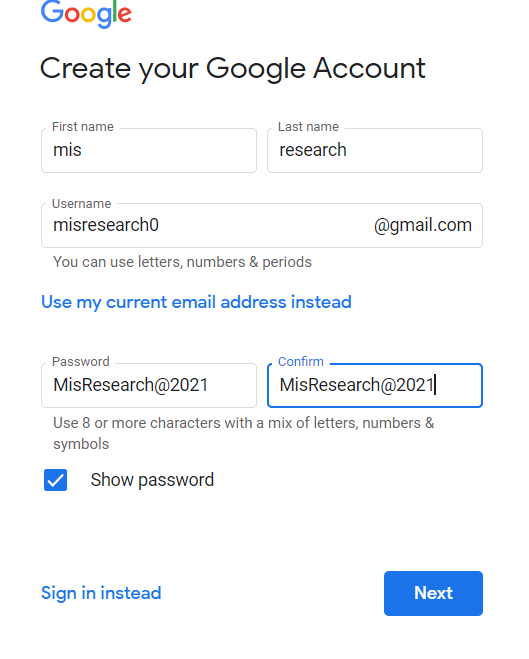 Google
Create your Google Account
First name
Last name
mis
research
Username
misresearch0
@gmail.com
You can use letters, numbers & periods
Use my current email address instead
Password
Confirm
MisResearch@2021
MisResearch@2021
Use 8 or more characters with a mix of letters, numbers &
symbols
Show password
Sign in instead
Next